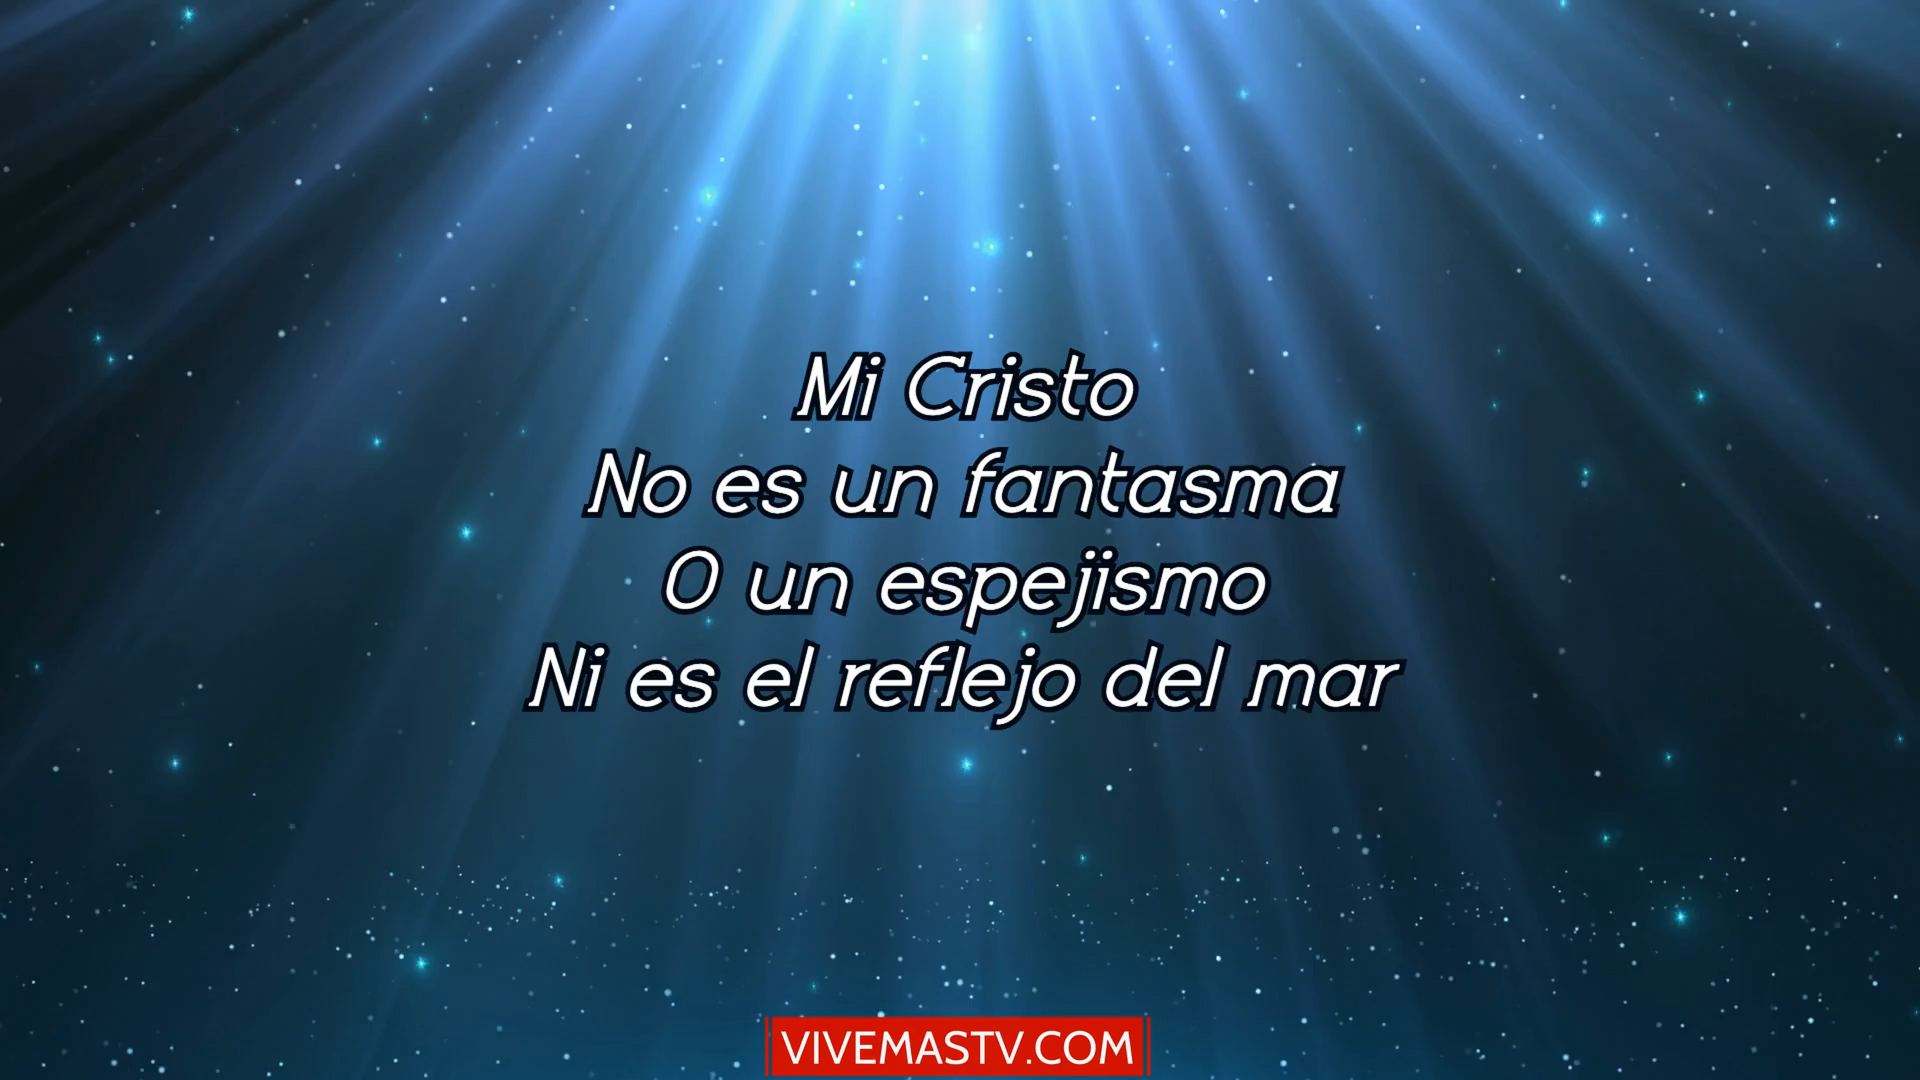 Mi Cristo
No es un fantasma
O un espejismo
Ni es el reflejo del mar
VIVEMASTV.COM